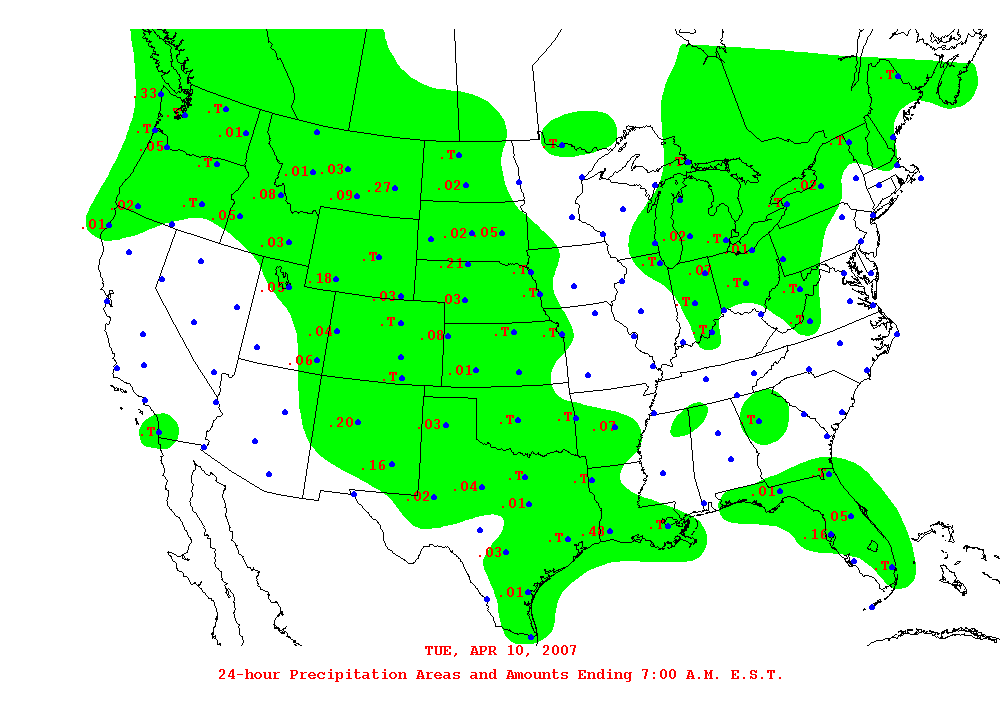 .T
.33
.T
.T
.T
.01
.T
.05
.T
.T
.T
.01
.03
.08
.09
.27
.02
.02
.T
.02
.T
.05
.01
.02
.05
.02
.T
.01
.03
.T
.21
.T
.T
.18
.05
.T
.03
.03
.T
.T
.T
.04
.08
.T
.T
.T
.06
.01
.T
.20
.03
.T
.T
.07
.T
.T
.16
.04
.T
.T
.T
.02
.01
.01
.05
.T
.48
.T
.16
.03
.T
.01
TUE, APR 10, 2007
24-hour Precipitation Areas and Amounts Ending 7:00 A.M. E.S.T.